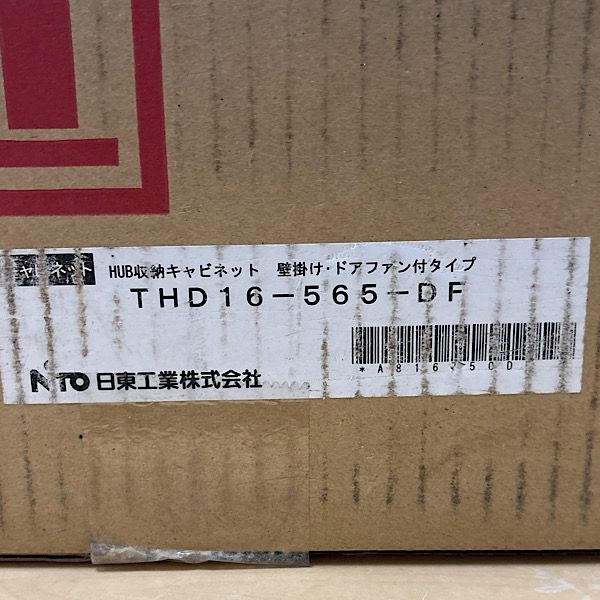 キャビネット
HUB収納キャビネット 壁掛け・ドアファン付タイプ
THD16-565-DF
NITO 日東工業株式会社